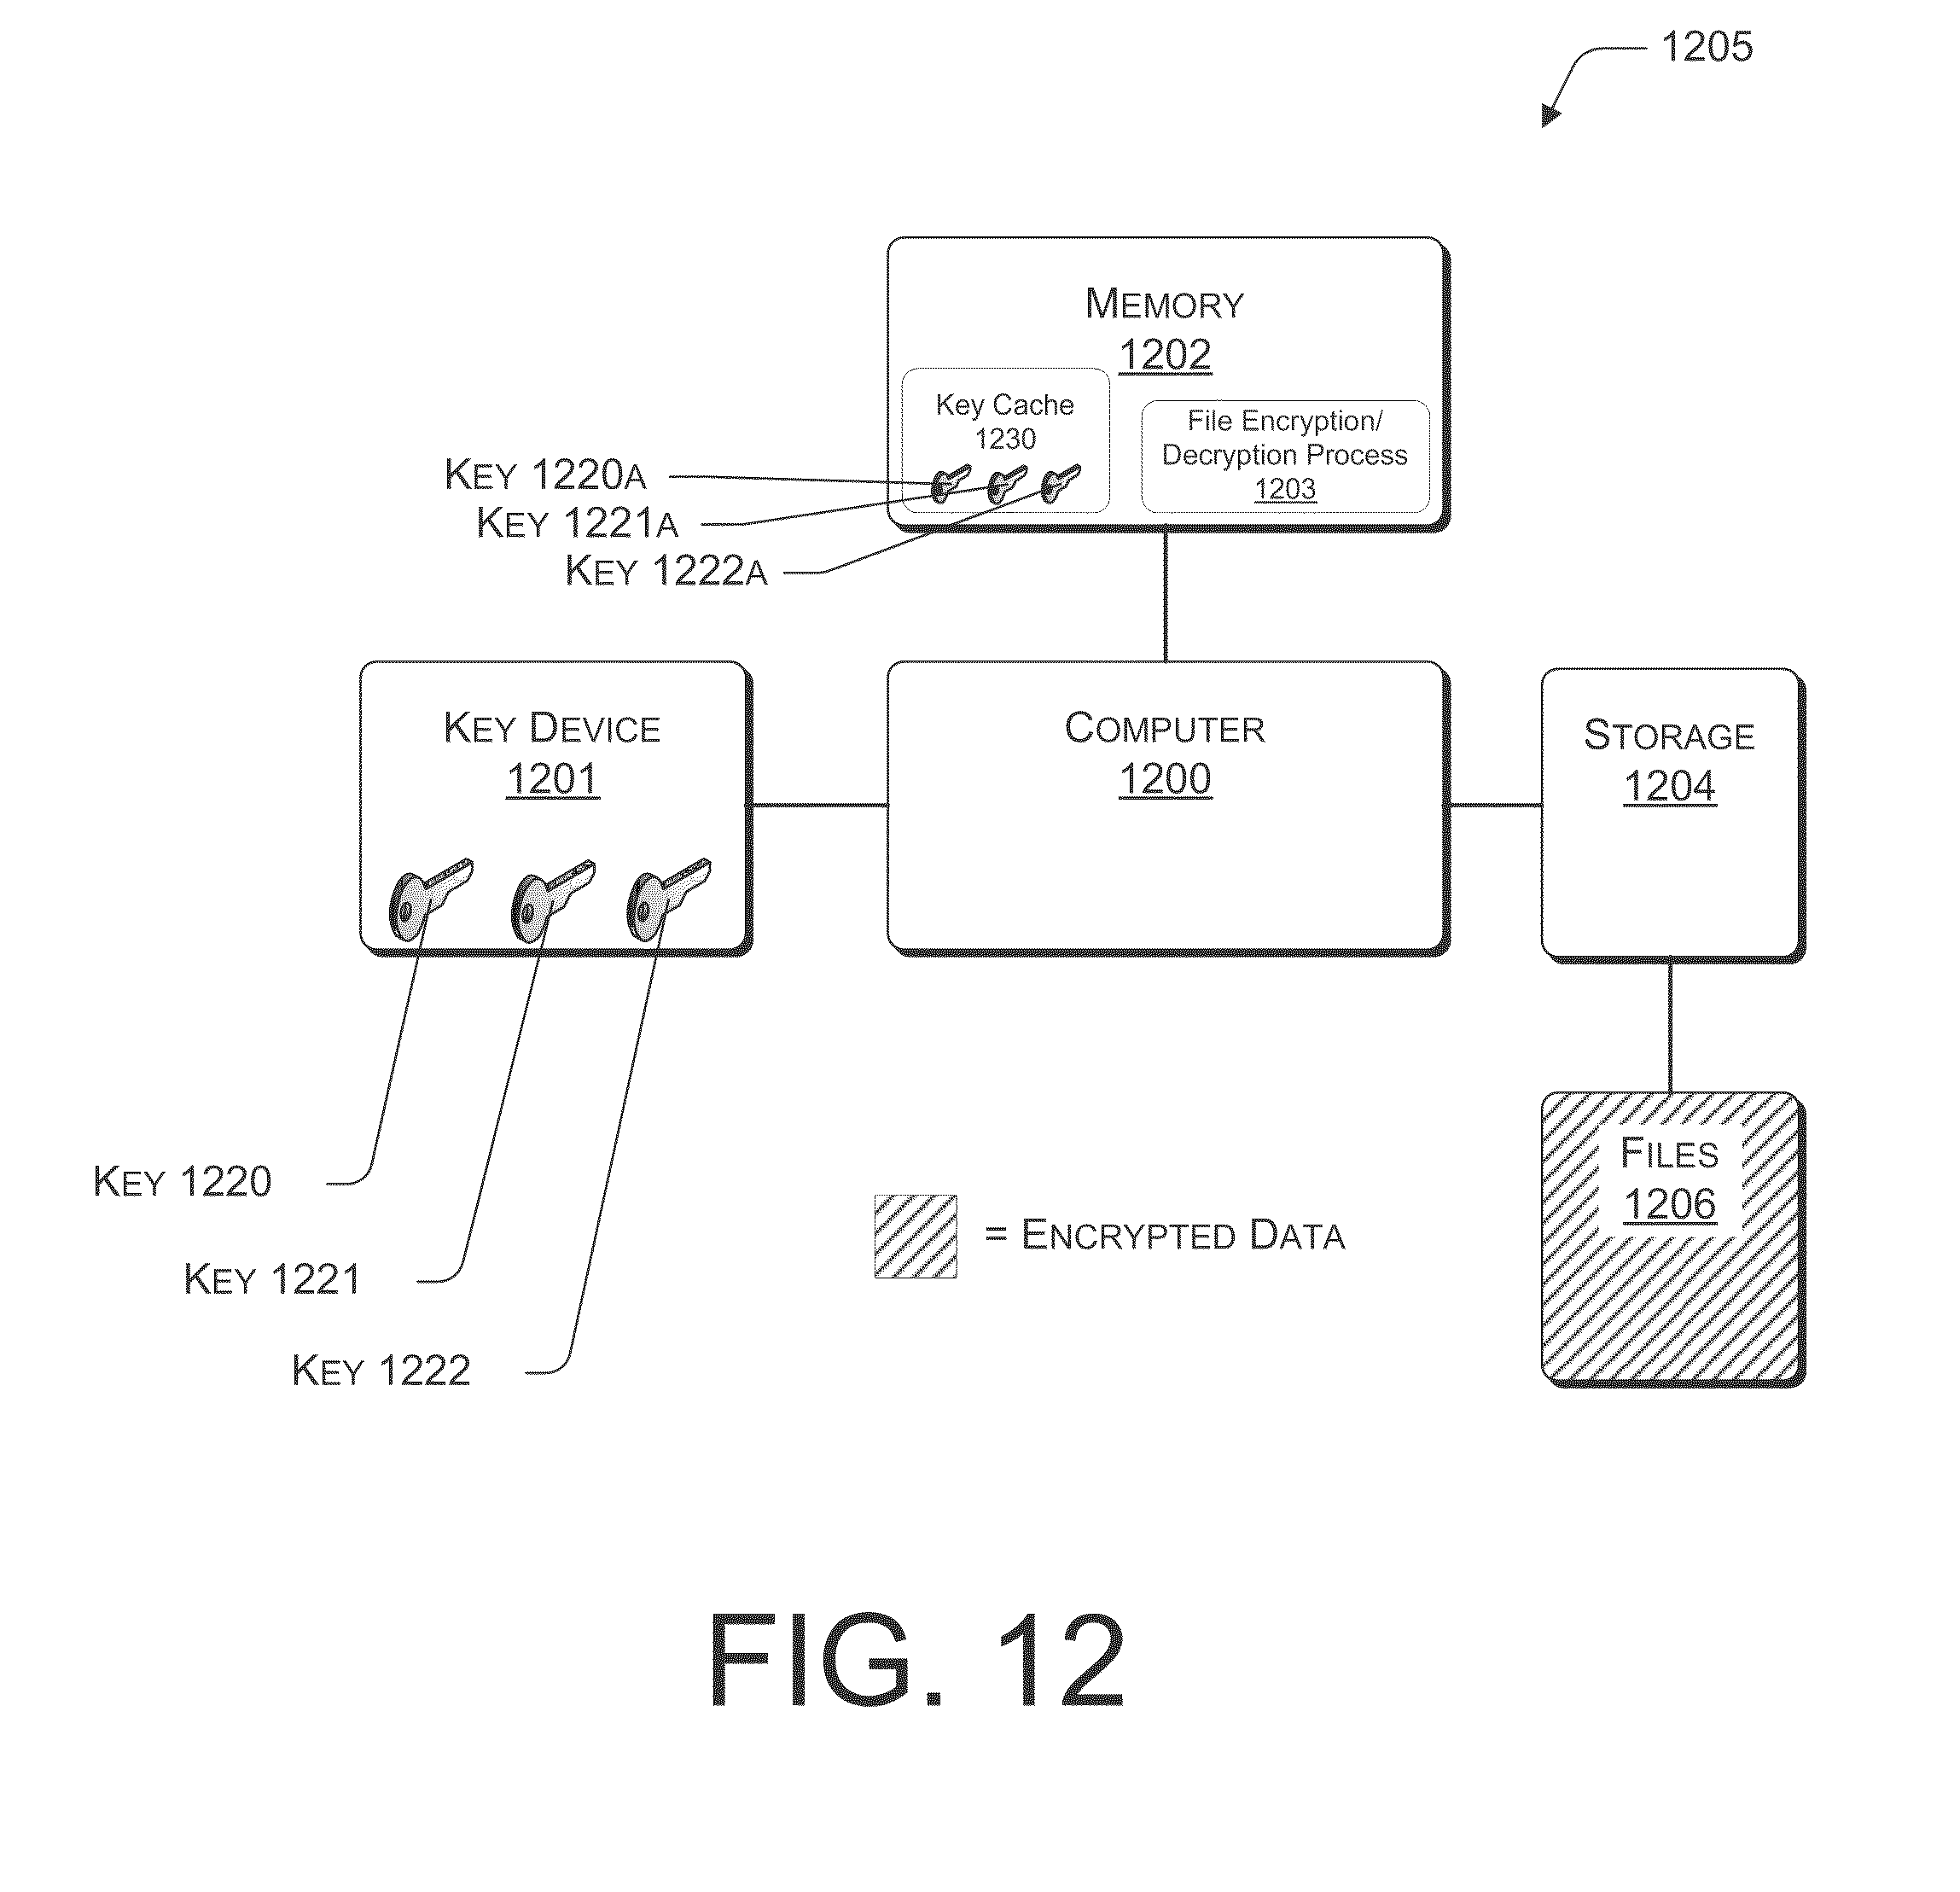 1205
MEMORY
1202
Key Cache
1230
File Encryption/
Decryption Process
1203
KEY 1220A
KEY 1221A
KEY 1222A
KEY DEVICE
1201
COMPUTER
1200
STORAGE
1204
FILES
1206
KEY 1220
KEY 1221
KEY 1222
= ENCRYPTED DATA
FIG. 12